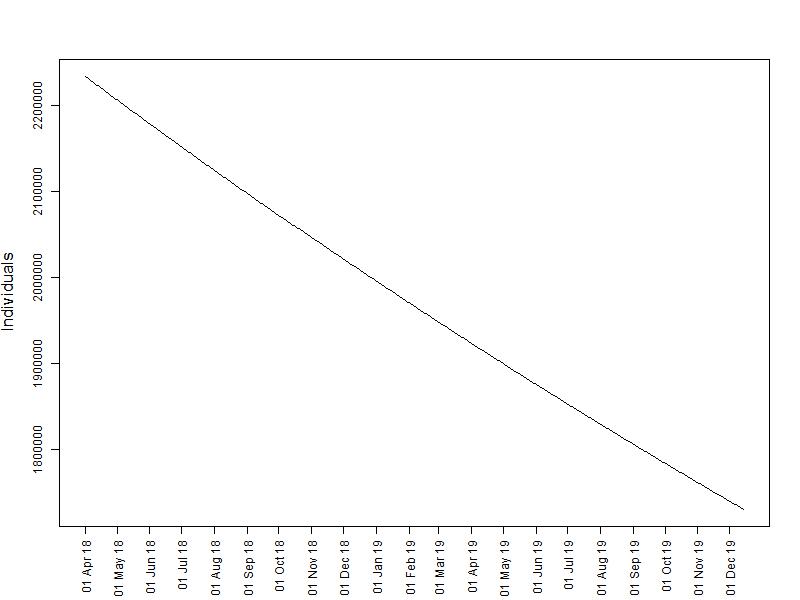 Individuals
2200000
2100000
2000000
1900000
1800000
01 Apr 18
01 May 18
01 Jun 18
01 Jul 18
01 Aug 18
01 Sep 18
01 Oct 18
01 Nov 18
01 Dec 18
01 Jan 19
01 Feb 19
01 Mar 19
01 Apr 19
01 May 19
01 Jun 19
01 Jul 19
01 Aug 19
01 Sep 19
01 Oct 19
01 Nov 19
01 Dec 19